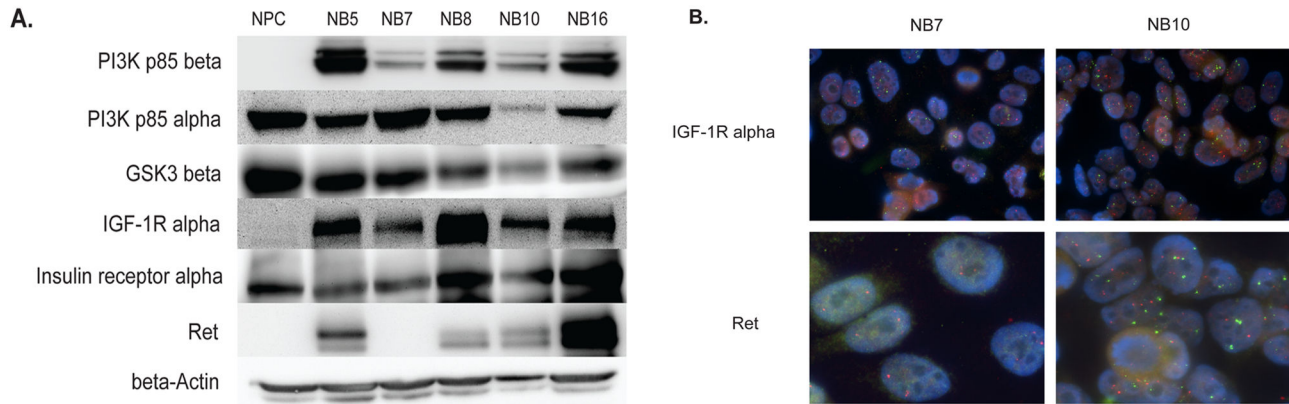 A.
NPC NB5 NB7 NB8 NB10 NB16
PI3K p85 beta
PI3K p85 alpha
GSK3 beta
IGF-1R alpha
Insulin receptor alpha
Ret
beta-Actin
B.
NB7 NB10
IGF-1R alpha
Ret